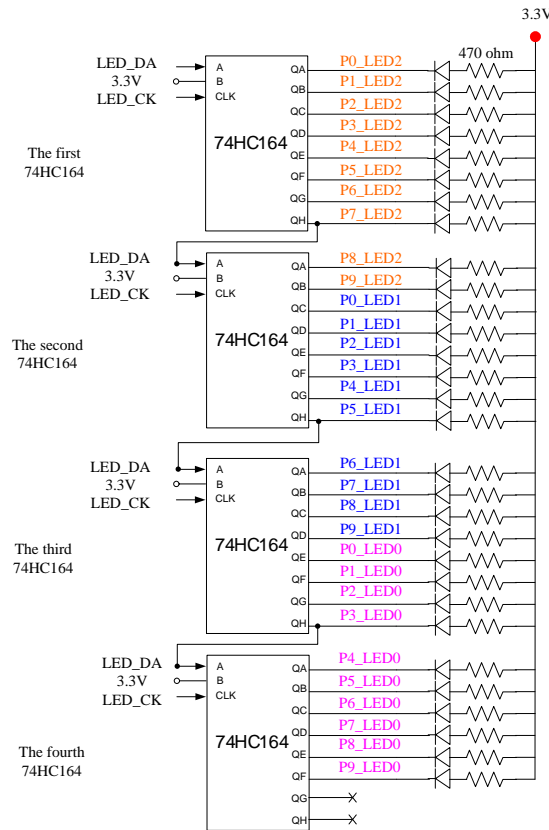 3.3V
470 ohm
LED_DA
3.3V
LED_CK
A
B
CLK
The first
74HC164
74HC164
QA
QB
QC
QD
QE
QF
QG
QH
P0_LED2
P1_LED2
P2_LED2
P3_LED2
P4_LED2
P5_LED2
P6_LED2
P7_LED2
LED_DA
3.3V
LED_CK
A
B
CLK
The second
74HC164
74HC164
QA
QB
QC
QD
QE
QF
QG
QH
P8_LED2
P9_LED2
P0_LED1
P1_LED1
P2_LED1
P3_LED1
P4_LED1
P5_LED1
LED_DA
3.3V
LED_CK
A
B
CLK
The third
74HC164
74HC164
QA
QB
QC
QD
QE
QF
QG
QH
P6_LED1
P7_LED1
P8_LED1
P9_LED1
P0_LED0
P1_LED0
P2_LED0
P3_LED0
LED_DA
3.3V
LED_CK
A
B
CLK
The fourth
74HC164
74HC164
QA
QB
QC
QD
QE
QF
QG
QH
P4_LED0
P5_LED0
P6_LED0
P7_LED0
P8_LED0
P9_LED0